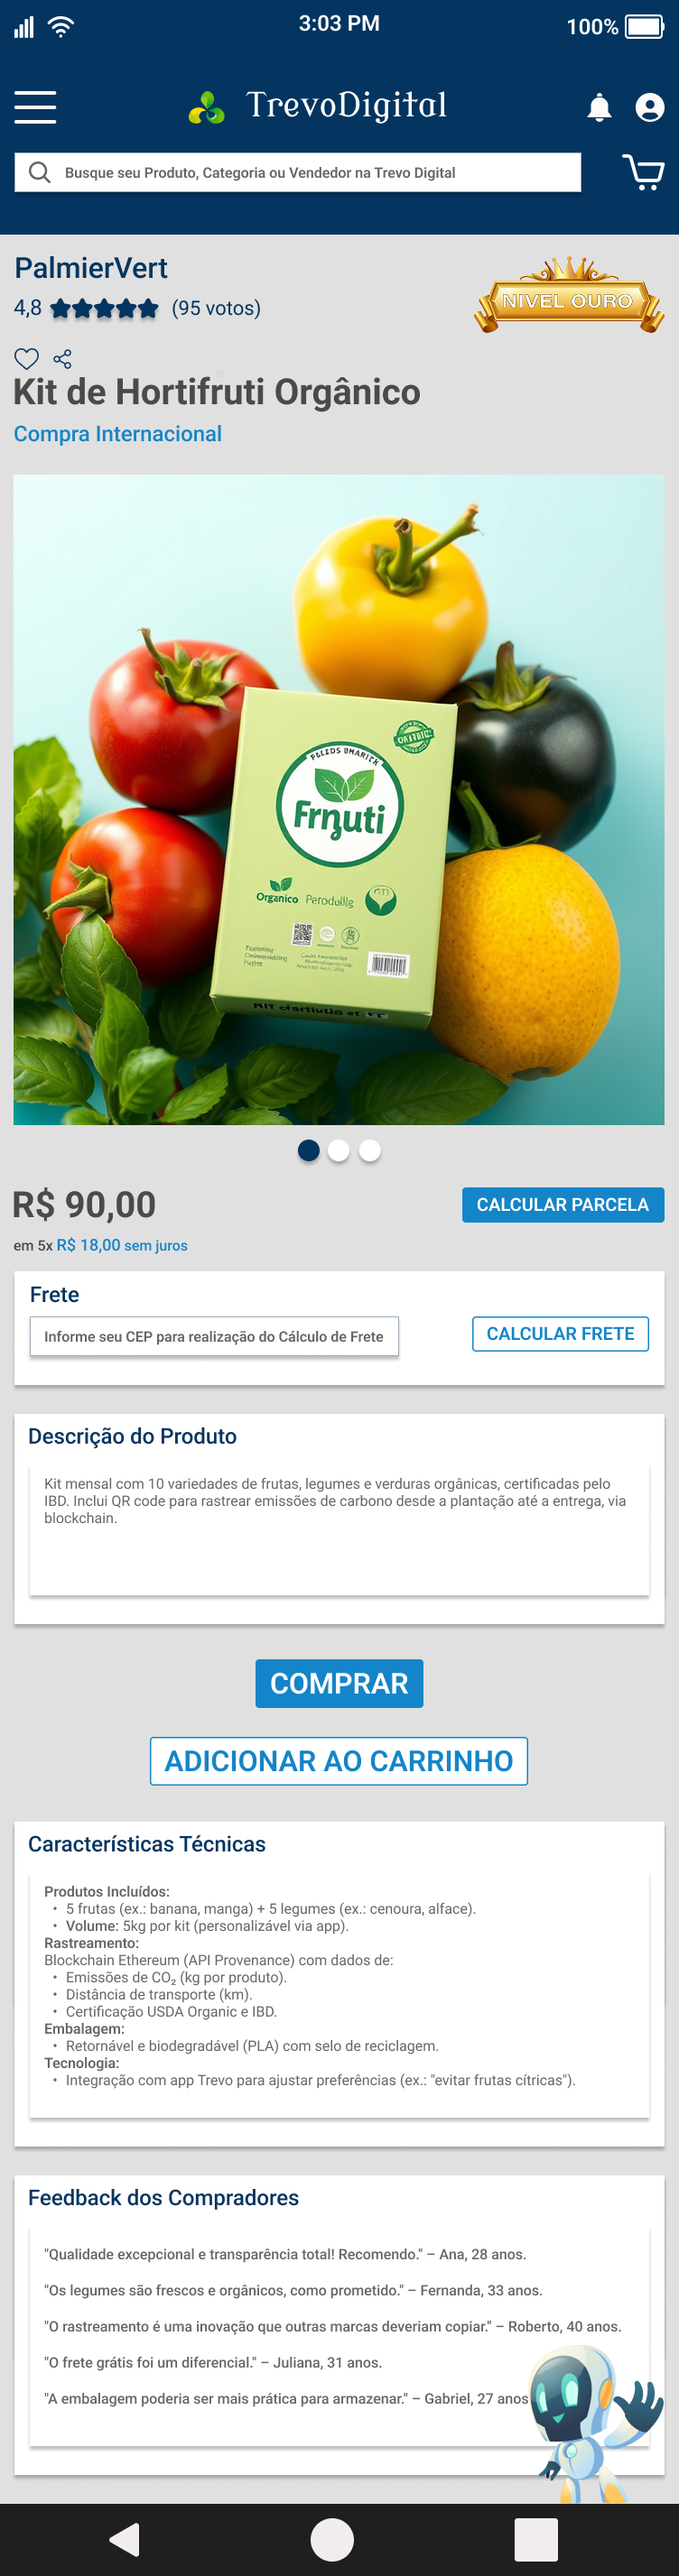 3:03 PM
100%
TrevoDigital
Busque seu Produto, Categoria ou Vendedor na Trevo Digital
PalmierVert
NIVEL OURO
4,8 (95 votos)
Kit de Hortifruti Orgânico
Compra Internacional
Frnuti
Organico
R$ 90,00
CALCULAR PARCELA
em 5x R$ 18,00 sem juros
Frete
Informe seu CEP para realização do Cálculo de Frete
CALCULAR FRETE
Descrição do Produto
Kit mensal com 10 variedades de frutas, legumes e verduras orgânicas, certificadas pelo
IBD. Inclui QR code para rastrear emissões de carbono desde a plantação até a entrega, via
blockchain.
COMPRAR
ADICIONAR AO CARRINHO
Características Técnicas
Produtos Incluídos:
• 5 frutas (ex.: banana, manga) + 5 legumes (ex.: cenoura, alface).
• Volume: 5kg por kit (personalizável via app).
Rastreamento:
Blockchain Ethereum (API Provenance) com dados de:
• Emissões de CO₂ (kg por produto).
• Distância de transporte (km).
• Certificação USDA Organic e IBD.
Embalagem:
• Retornável e biodegradável (PLA) com selo de reciclagem.
Tecnologia:
• Integração com app Trevo para ajustar preferências (ex.: "evitar frutas cítricas").
Feedback dos Compradores
"Qualidade excepcional e transparência total! Recomendo." – Ana, 28 anos.
"Os legumes são frescos e orgânicos, como prometido." – Fernanda, 33 anos.
"O rastreamento é uma inovação que outras marcas deveriam copiar." – Roberto, 40 anos.
"O frete grátis foi um diferencial." – Juliana, 31 anos.
"A embalagem poderia ser mais prática para armazenar." – Gabriel, 27 anos